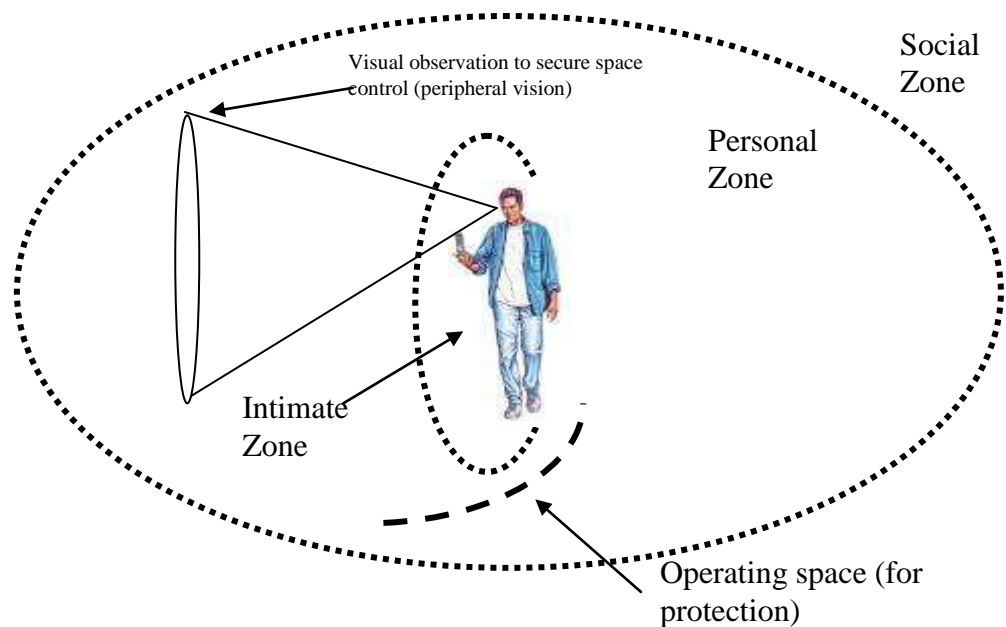 Social
Zone
Visual observation to secure space
control (peripheral vision)
Personal
Zone
Intimate
Zone
Operating space (for
protection)